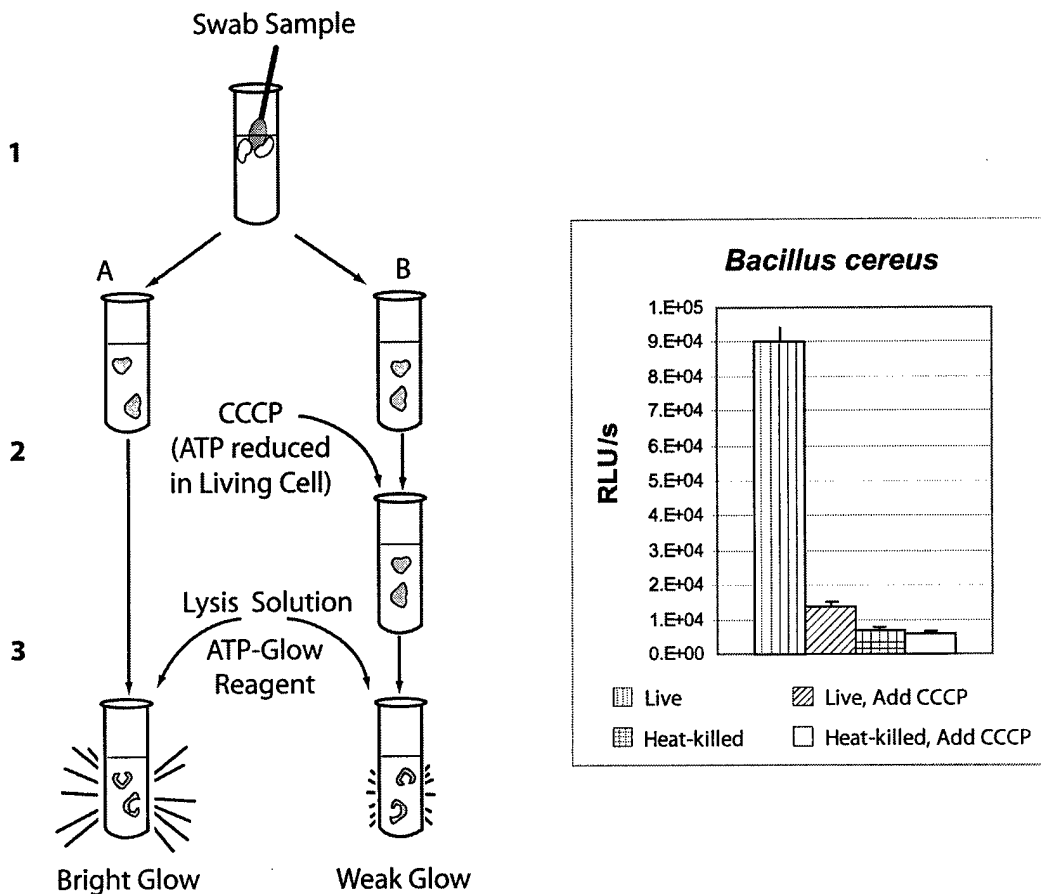 Swab Sample
1
A
B
CCCP
(ATP reduced
in Living Cell)
2
Lysis Solution
ATP-Glow
Reagent
3
Bright Glow
Weak Glow
Bacillus cereus
RLU/s
1.E+05
9.E+04
8.E+04
7.E+04
6.E+04
5.E+04
4.E+04
3.E+04
2.E+04
1.E+04
0.E+00
Live
Live, Add CCCP
Heat-killed
Heat-killed, Add CCCP